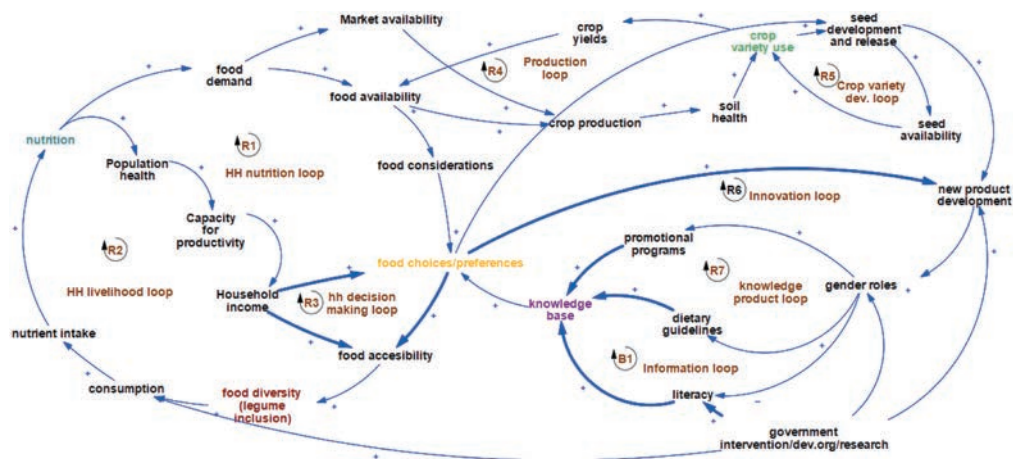 Market availability
crop
yields
crop
variety use
seed
development
and release
food
demand
R4
Production
loop
R5
Crop variety
dev. loop
food availability
crop production
soil
health
seed
availability
nutrition
R1
HH nutrition loop
Population
health
food considerations
R6
Innovation loop
new product
development
Capacity
for
productivity
R2
HH livelihood loop
food choices/preferences
promotional
programs
R7
knowledge
product loop
gender roles
Household
income
R3
hh decision
making loop
knowledge
base
dietary
guidelines
nutrient intake
food accesibility
B1
Information loop
consumption
food diversity
(legume
inclusion)
literacy
government
intervention/dev.org/research